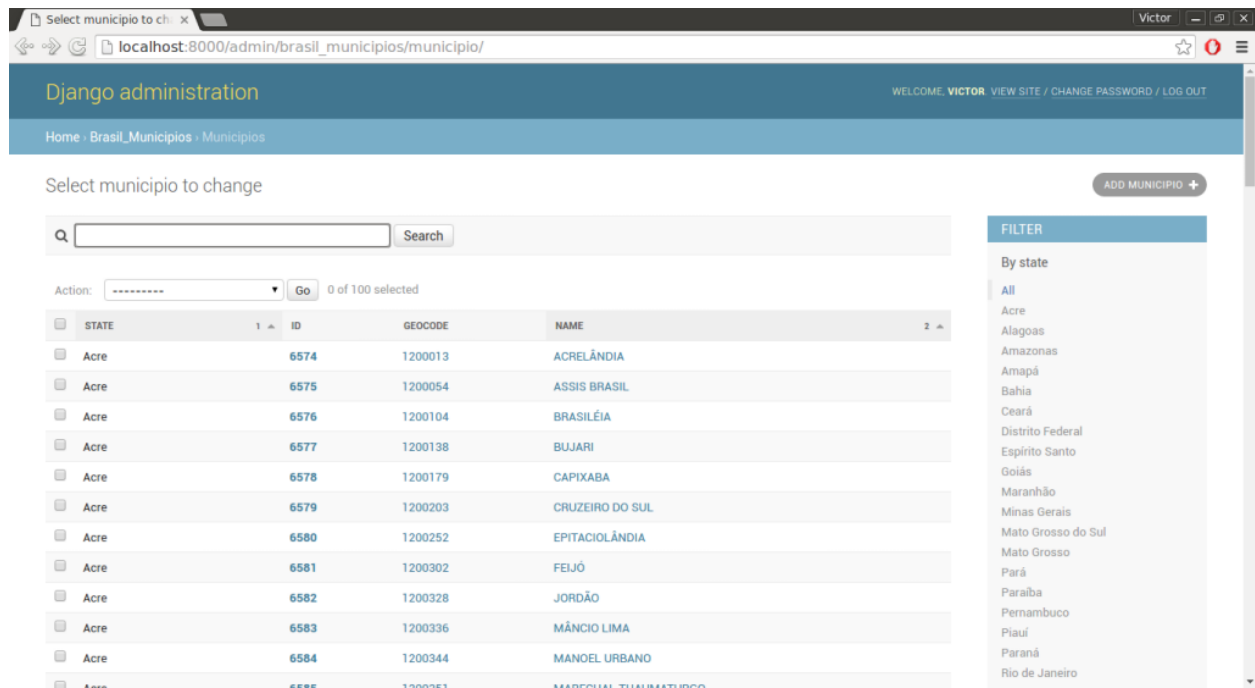 Select municipio to ch
Victor
localhost:8000/admin/brasil_municipios/municipio/
Django administration
WELCOME, VICTOR. VIEW SITE / CHANGE PASSWORD / LOG OUT
Home › Brasil_Municipios › Municipios
Select municipio to change
ADD MUNICIPIO +
Search
Action: --------- Go 0 of 100 selected
STATE 1 ID GEOCODE NAME 2
Acre 6574 1200013 ACRELÂNDIA
Acre 6575 1200054 ASSIS BRASIL
Acre 6576 1200104 BRASILÉIA
Acre 6577 1200138 BUJARI
Acre 6578 1200179 CAPIXABA
Acre 6579 1200203 CRUZEIRO DO SUL
Acre 6580 1200252 EPITACIOLÂNDIA
Acre 6581 1200302 FEIJÓ
Acre 6582 1200328 JORDÃO
Acre 6583 1200336 MÂNCIO LIMA
Acre 6584 1200344 MANOEL URBANO
Acre 6585 1200351 MARECHAL THAUMATURGO
FILTER
By state
All
Acre
Alagoas
Amazonas
Amapá
Bahia
Ceará
Distrito Federal
Espírito Santo
Goiás
Maranhão
Minas Gerais
Mato Grosso do Sul
Mato Grosso
Pará
Paraíba
Pernambuco
Piauí
Paraná
Rio de Janeiro